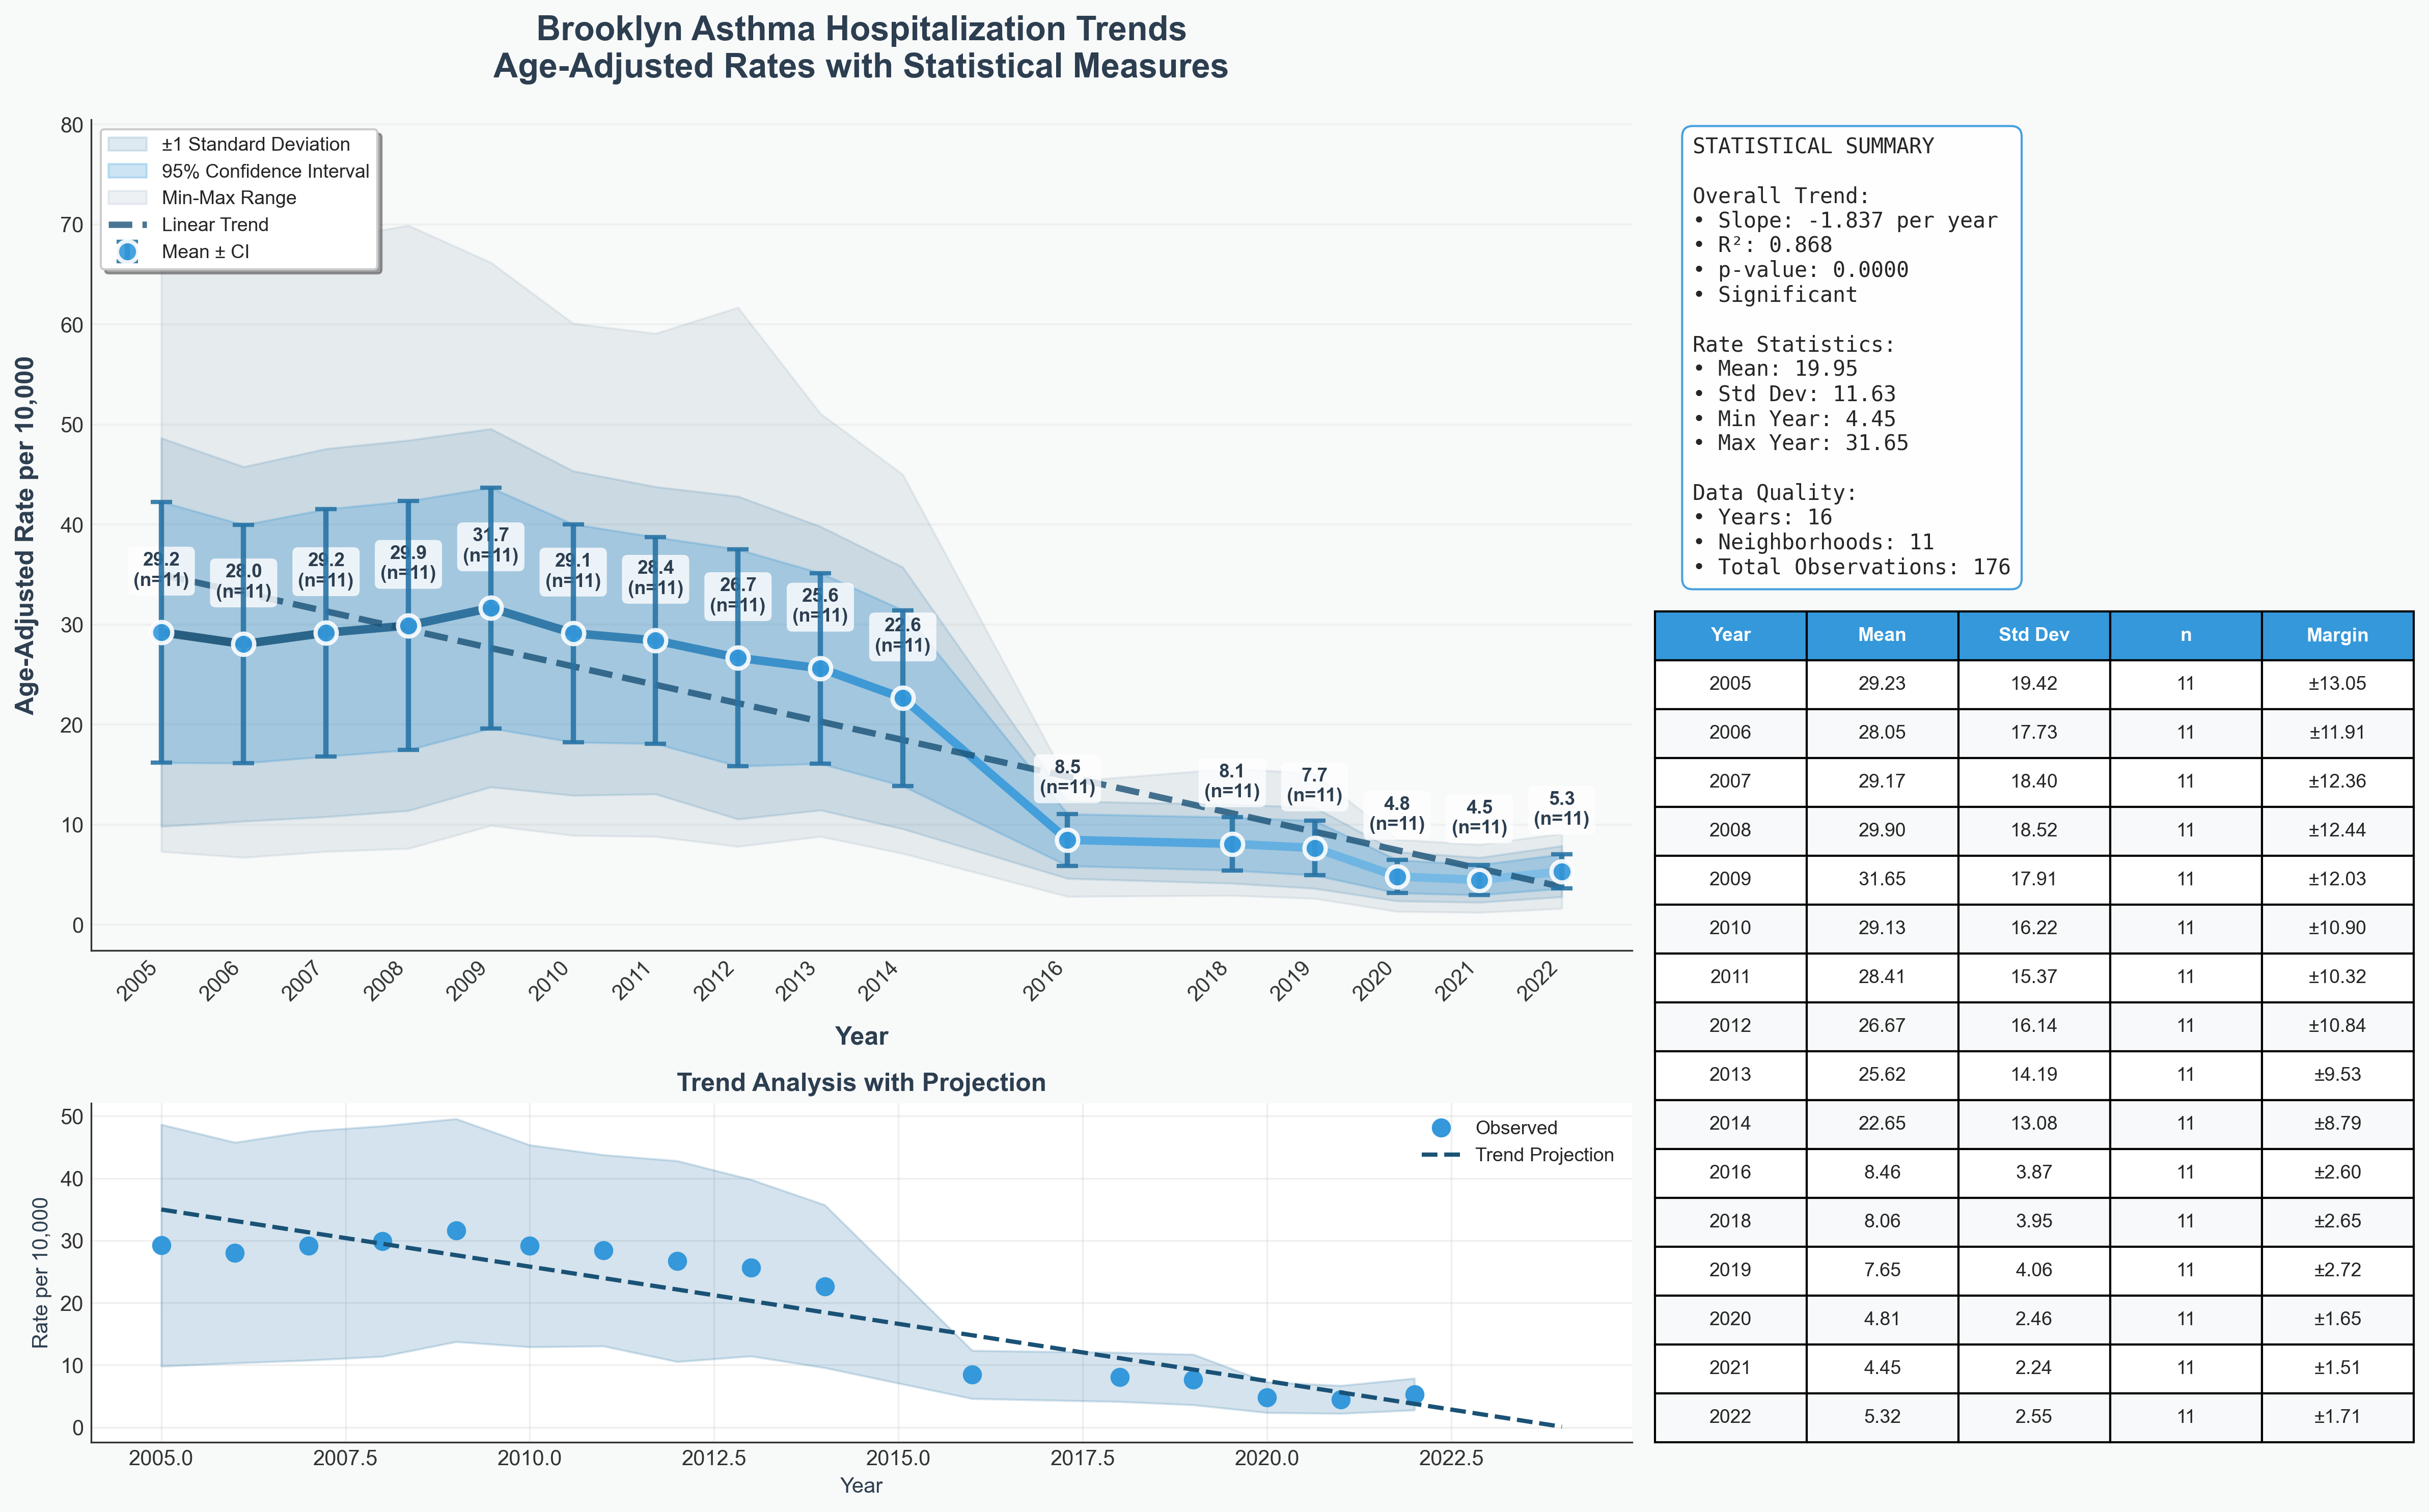 Brooklyn Asthma Hospitalization Trends
Age-Adjusted Rates with Statistical Measures
Age-Adjusted Rate per 10,000
80
70
60
50
40
30
20
10
0
±1 Standard Deviation
95% Confidence Interval
Min-Max Range
Linear Trend
Mean ± CI
29.2
(n=11)
28.0
(n=11)
29.2
(n=11)
29.9
(n=11)
31.7
(n=11)
29.1
(n=11)
28.4
(n=11)
26.7
(n=11)
25.6
(n=11)
22.6
(n=11)
8.5
(n=11)
8.1
(n=11)
7.7
(n=11)
4.8
(n=11)
4.5
(n=11)
5.3
(n=11)
2005 2006 2007 2008 2009 2010 2011 2012 2013 2014 2016 2018 2019 2020 2021 2022
Year
STATISTICAL SUMMARY
Overall Trend:
• Slope: -1.837 per year
• R²: 0.868
• p-value: 0.0000
• Significant
Rate Statistics:
• Mean: 19.95
• Std Dev: 11.63
• Min Year: 4.45
• Max Year: 31.65
Data Quality:
• Years: 16
• Neighborhoods: 11
• Total Observations: 176
Year Mean Std Dev n Margin
2005 29.23 19.42 11 ±13.05
2006 28.05 17.73 11 ±11.91
2007 29.17 18.40 11 ±12.36
2008 29.90 18.52 11 ±12.44
2009 31.65 17.91 11 ±12.03
2010 29.13 16.22 11 ±10.90
2011 28.41 15.37 11 ±10.32
2012 26.67 16.14 11 ±10.84
2013 25.62 14.19 11 ±9.53
2014 22.65 13.08 11 ±8.79
2016 8.46 3.87 11 ±2.60
2018 8.06 3.95 11 ±2.65
2019 7.65 4.06 11 ±2.72
2020 4.81 2.46 11 ±1.65
2021 4.45 2.24 11 ±1.51
2022 5.32 2.55 11 ±1.71
Trend Analysis with Projection
Rate per 10,000
50
40
30
20
10
0
Observed
Trend Projection
2005.0 2007.5 2010.0 2012.5 2015.0 2017.5 2020.0 2022.5
Year